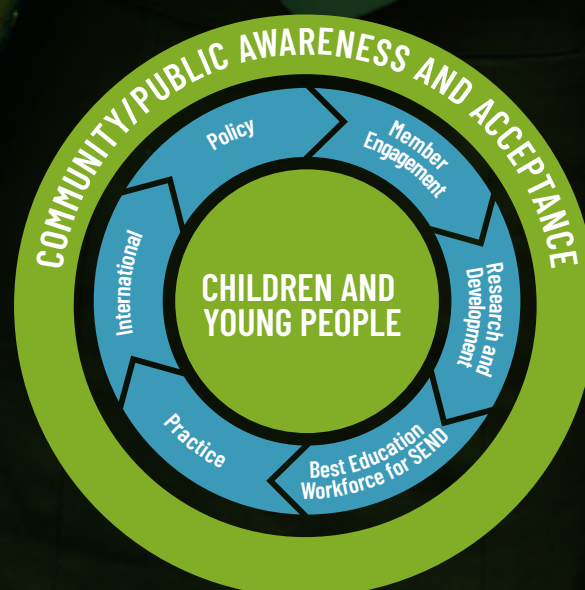 COMMUNITY/PUBLIC AWARENESS AND ACCEPTANCE
Policy
Member
Engagement
Research and
Development
Best Education
Workforce for SEND
Practice
International
CHILDREN AND
YOUNG PEOPLE